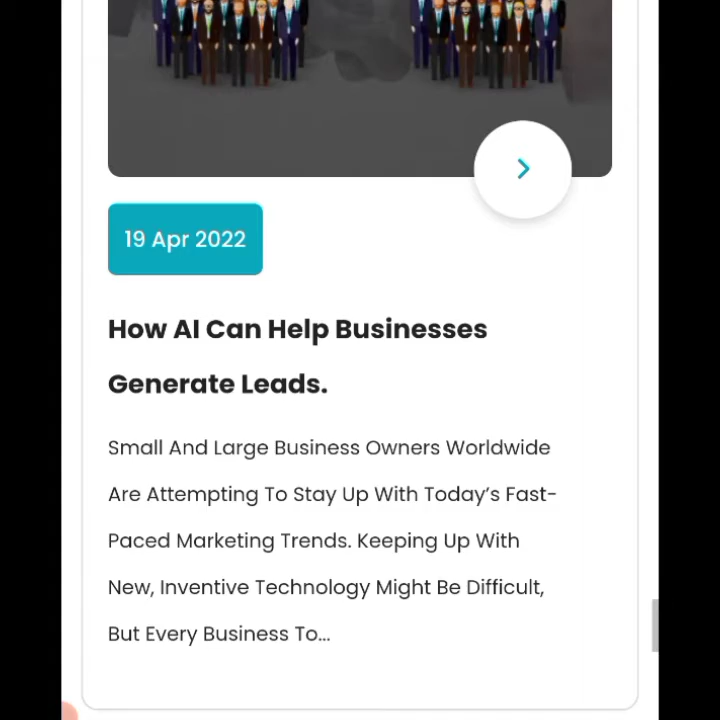 19 Apr 2022
How AI Can Help Businesses
Generate Leads.
Small And Large Business Owners Worldwide
Are Attempting To Stay Up With Today’s Fast-
Paced Marketing Trends. Keeping Up With
New, Inventive Technology Might Be Difficult,
But Every Business To...